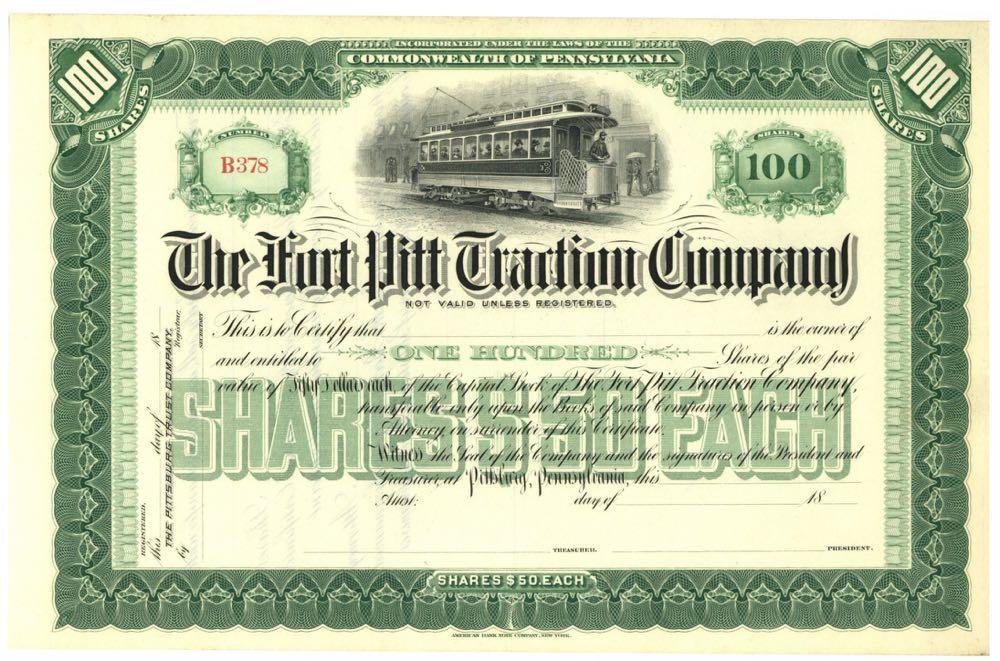 INCORPORATED UNDER THE LAWS OF THE
COMMONWEALTH OF PENNSYLVANIA
100 SHARES
100 SHARES
NUMBER
B378
SHARES
100
The Fort Pitt Traction Company
NOT VALID UNLESS REGISTERED.
This is to Certify that is the owner of
and entitled to ONE HUNDRED Shares of the par
value of Fifty Dollars each, of the Capital Stock of The Fort Pitt Traction Company,
transferable only upon the Books of said Company in person or by
Attorney on surrender of this Certificate.
SHARES $50 EACH
Witness the Seal of the Company and the signatures of the President and
Treasurer, at Pittsburg, Pennsylvania, this
Attest: day of 18
TREASURER. PRESIDENT.
REGISTERED.
this day of 18
THE PITTSBURG TRUST COMPANY,
Registrar.
by SECRETARY
SHARES $50. EACH
AMERICAN BANK NOTE COMPANY, NEW YORK.